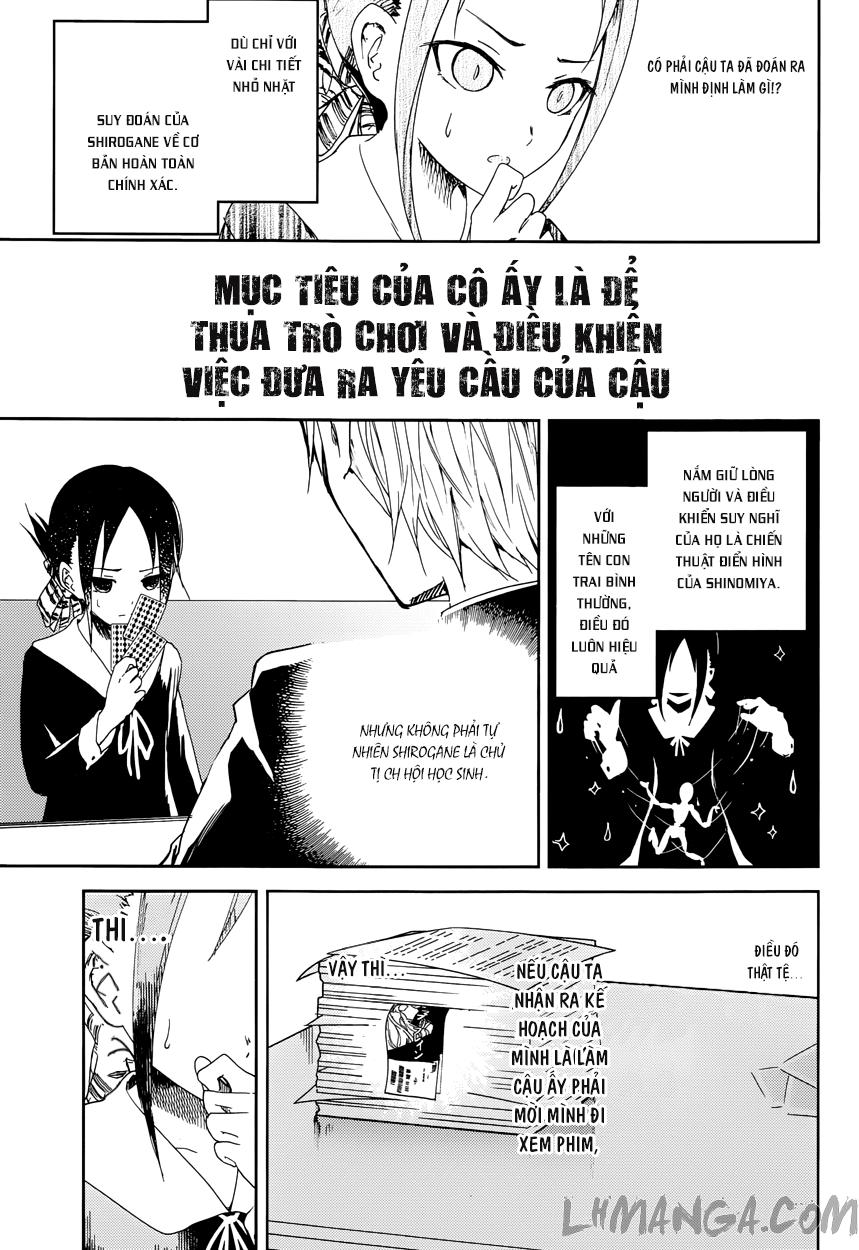 CÓ PHẢI CẬU TA ĐÃ ĐOÁN RA
MÌNH ĐỊNH LÀM GÌ!?
DÙ CHỈ VỚI
VÀI CHI TIẾT
NHỎ NHẶT
SUY ĐOÁN CỦA
SHIROGANE VỀ CƠ
BẢN HOÀN TOÀN
CHÍNH XÁC.
MỤC TIÊU CỦA CÔ ẤY LÀ ĐỂ
THUA TRÒ CHƠI VÀ ĐIỀU KHIỂN
VIỆC ĐƯA RA YÊU CẦU CỦA CẬU
NẮM GIỮ LÒNG
NGƯỜI VÀ ĐIỀU
KHIỂN SUY NGHĨ
CỦA HỌ LÀ CHIẾN
THUẬT ĐIỂN HÌNH
CỦA SHINOMIYA.
VỚI
NHỮNG
TÊN CON
TRAI BÌNH
THƯỜNG,
ĐIỀU ĐÓ
LUÔN HIỆU
QUẢ
NHƯNG KHÔNG PHẢI TỰ
NHIÊN SHIROGANE LÀ CHỦ
TỊ CH HỘI HỌC SINH.
ĐIỀU ĐÓ
THẬT TỆ...
NẾU CẬU TA
NHẬN RA KẾ
HOẠCH CỦA
MÌNH LÀ LÀM
CẬU ẤY PHẢI
MỜI MÌNH ĐI
XEM PHIM,
VẬY THÌ...
THÌ....
LHMANGA.COM